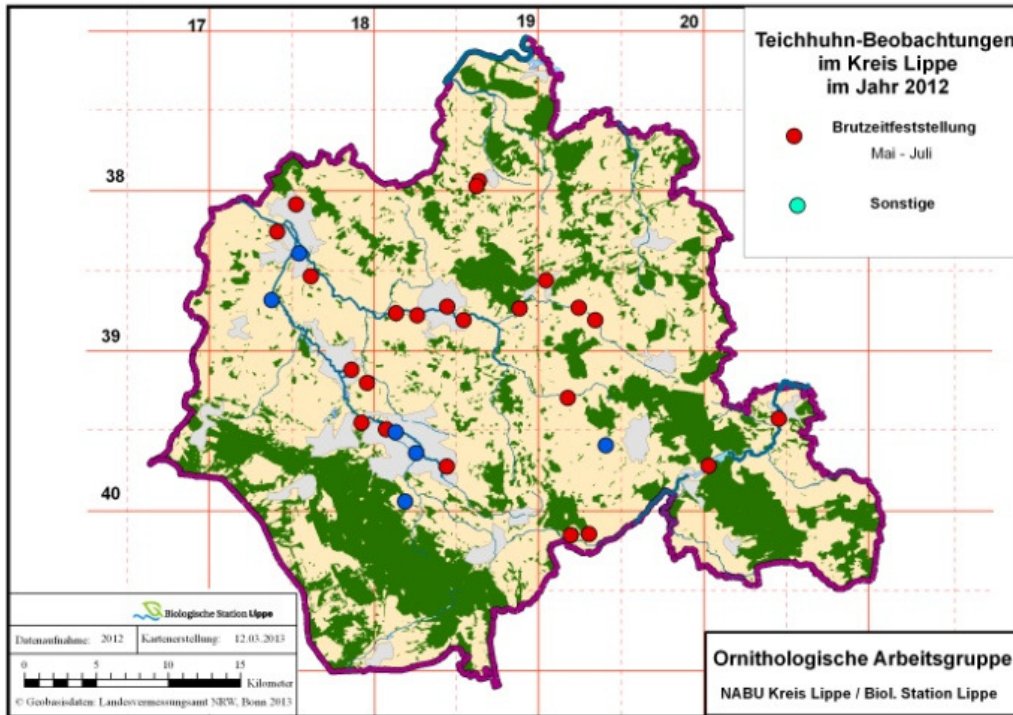 17
18
19
20
38
39
40
Teichhuhn-Beobachtungen
im Kreis Lippe
im Jahr 2012
Brutzeitfeststellung
Mai - Juli
Sonstige
Biologische Station Lippe
Datenaufnahme: 2012
Kartenerstellung: 12.03.2013
0 5 10 15
Kilometer
© Geobasisdaten: Landesvermessungsamt NRW, Bonn 2013
Ornithologische Arbeitsgruppe
NABU Kreis Lippe / Biol. Station Lippe